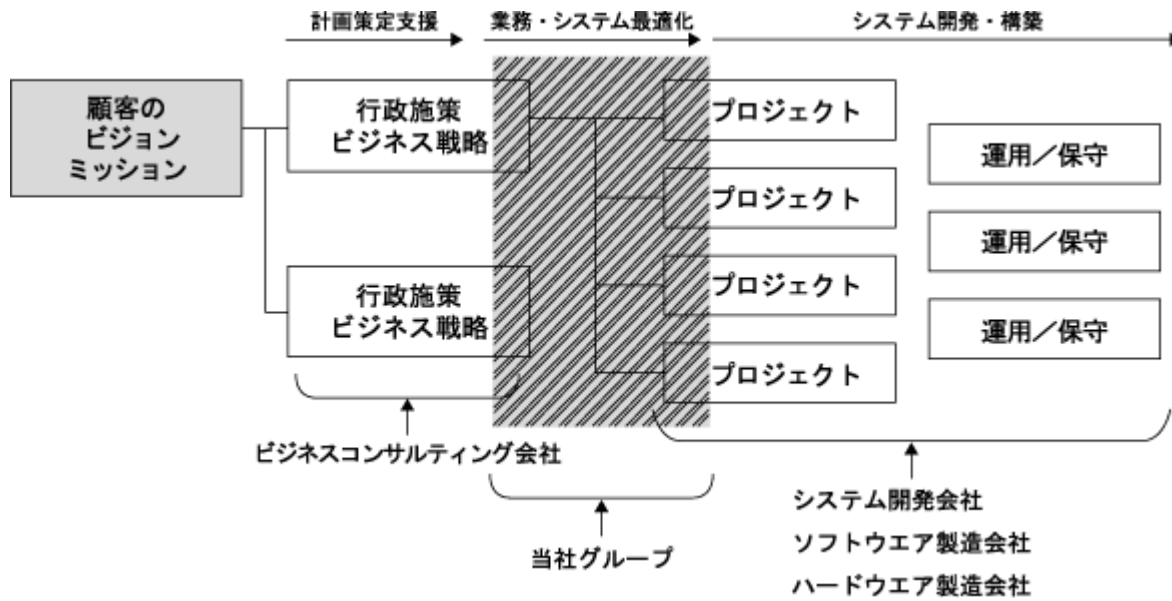 計画策定支援
業務・システム最適化
システム開発・構築
顧客の
ビジョン
ミッション
行政施策
ビジネス戦略
プロジェクト
運用／保守
プロジェクト
運用／保守
行政施策
ビジネス戦略
プロジェクト
運用／保守
プロジェクト
ビジネスコンサルティング会社
当社グループ
システム開発会社
ソフトウエア製造会社
ハードウエア製造会社